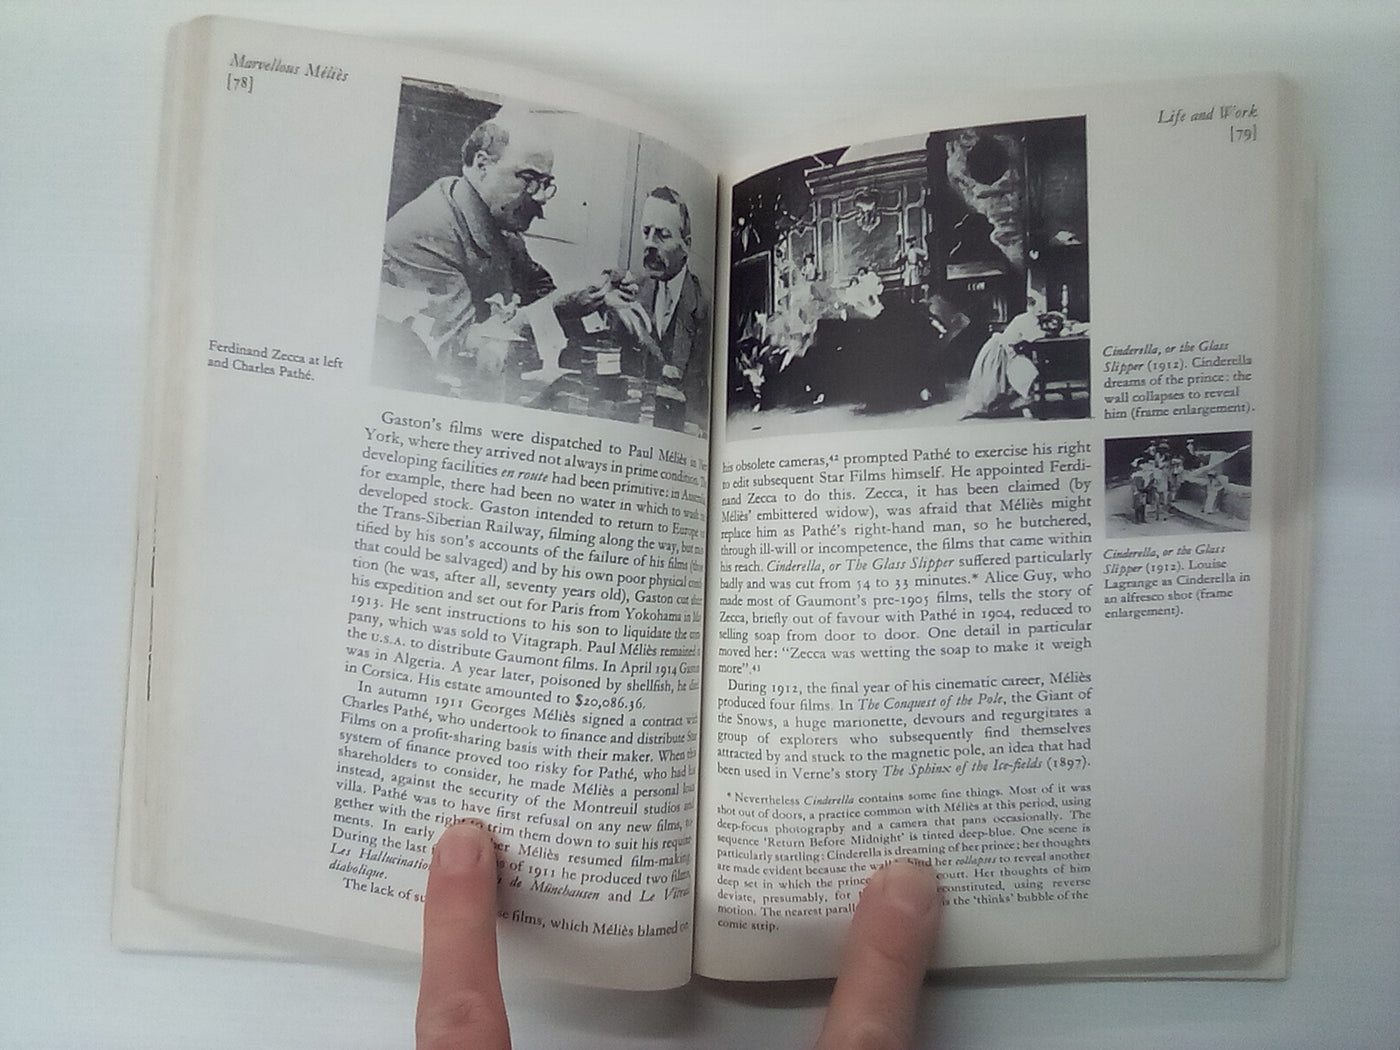 Marvellous Méliès
[78]
Ferdinand Zecca at left
and Charles Pathé.
Gaston's films were dispatched to Paul Méliès in
York, where they arrived not always in prime condition.
developing facilities en route had been primitive: in
for example, there had been no water in which to
developed stock. Gaston intended to return to Europe
the Trans-Siberian Railway, filming along the way, but
tified by his son's accounts of the failure of his films
that could be salvaged) and by his own poor physical
tion (he was, after all, seventy years old), Gaston cut
his expedition and set out for Paris from Yokohama in
1913. He sent instructions to his son to liquidate the
pany, which was sold to Vitagraph. Paul Méliès remained
the U.S.A. to distribute Gaumont films. In April 1914
was in Algeria. A year later, poisoned by shellfish, he
in Corsica. His estate amounted to $20,086.36.
In autumn 1911 Georges Méliès signed a contract with
Charles Pathé, who undertook to finance and distribute Star
Films on a profit-sharing basis with their maker. When
system of finance proved too risky for Pathé, who had
shareholders to consider, he made Méliès a personal
instead, against the security of the Montreuil studios and
villa. Pathé was to have first refusal on any new films,
gether with the right to trim them down to suit his
ments. In early Méliès resumed film-making.
During the last of 1911 he produced two films,
Les de Münchausen and Le
diabolique.
The lack of films, which Méliès blamed on
Life and Work
[79]
Cinderella, or the Glass
Slipper (1912). Cinderella
dreams of the prince: the
wall collapses to reveal
him (frame enlargement).
Cinderella, or the Glass
Slipper (1912). Louise
Lagrange as Cinderella in
an alfresco shot (frame
enlargement).
his obsolete cameras,⁴² prompted Pathé to exercise his right
to edit subsequent Star Films himself. He appointed Ferdi-
nand Zecca to do this. Zecca, it has been claimed (by
Méliès' embittered widow), was afraid that Méliès might
replace him as Pathé's right-hand man, so he butchered,
through ill-will or incompetence, the films that came within
his reach. Cinderella, or The Glass Slipper suffered particularly
badly and was cut from 54 to 33 minutes.* Alice Guy, who
made most of Gaumont's pre-1905 films, tells the story of
Zecca, briefly out of favour with Pathé in 1904, reduced to
selling soap from door to door. One detail in particular
moved her: "Zecca was wetting the soap to make it weigh
more".⁴³
During 1912, the final year of his cinematic career, Méliès
produced four films. In The Conquest of the Pole, the Giant of
the Snows, a huge marionette, devours and regurgitates a
group of explorers who subsequently find themselves
attracted by and stuck to the magnetic pole, an idea that had
been used in Verne's story The Sphinx of the Ice-fields (1897).
* Nevertheless Cinderella contains some fine things. Most of it was
shot out of doors, a practice common with Méliès at this period, using
deep-focus photography and a camera that pans occasionally. The
sequence 'Return Before Midnight' is tinted deep-blue. One scene is
particularly startling: Cinderella is dreaming of her prince; her thoughts
are made evident because the her collapses to reveal another
deep set in which the court. Her thoughts of him
deviate, presumably, for reconstituted, using reverse
motion. The nearest is the 'thinks' bubble of the
comic strip.